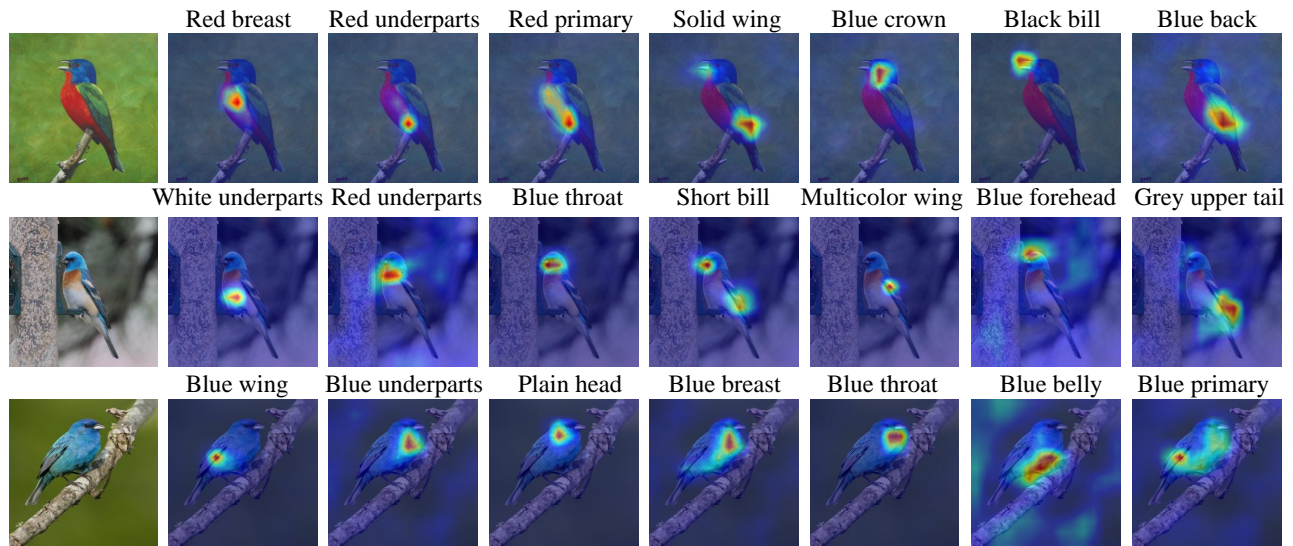 Red breast Red underparts Red primary Solid wing Blue crown Black bill Blue back
White underparts Red underparts Blue throat Short bill Multicolor wing Blue forehead Grey upper tail
Blue wing Blue underparts Plain head Blue breast Blue throat Blue belly Blue primary